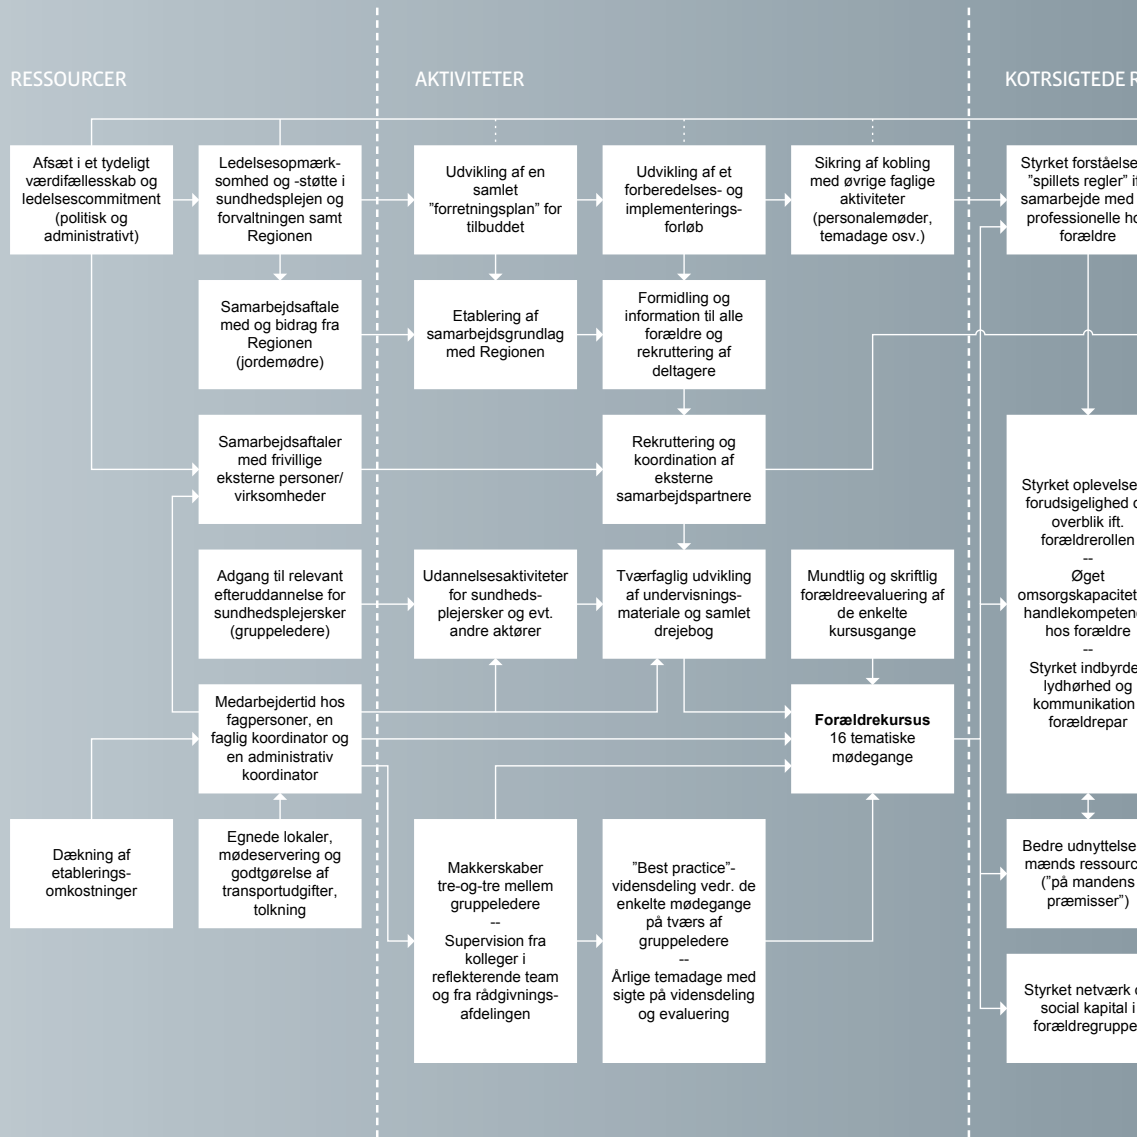 RESSOURCER
AKTIVITETER
KOTRSIGTEDE R
Afsæt i et tydeligt
værdifællesskab og
ledelsescommitment
(politisk og
administrativt)
Ledelsesopmærk-
somhed og -støtte i
sundhedsplejen og
forvaltningen samt
Regionen
Udvikling af en
samlet
”forretningsplan” for
tilbuddet
Udvikling af et
forberedelses- og
implementerings-
forløb
Sikring af kobling
med øvrige faglige
aktiviteter
(personalemøder,
temadage osv.)
Styrket forståelse
”spillets regler” if
samarbejde med
professionelle ho
forældre
Samarbejdsaftale
med og bidrag fra
Regionen
(jordemødre)
Etablering af
samarbejdsgrundlag
med Regionen
Formidling og
information til alle
forældre og
rekruttering af
deltagere
Samarbejdsaftaler
med frivillige
eksterne personer/
virksomheder
Rekruttering og
koordination af
eksterne
samarbejdspartnere
Styrket oplevelse
forudsigelighed o
overblik ift.
forældrerollen
--
Øget
omsorgskapacitet
handlekompeten
hos forældre
--
Styrket indbyrde
lydhørhed og
kommunikation
forældrepar
Adgang til relevant
efteruddannelse for
sundhedsplejersker
(gruppeledere)
Udannelsesaktiviteter
for sundheds-
plejersker og evt.
andre aktører
Tværfaglig udvikling
af undervisnings-
materiale og samlet
drejebog
Mundtlig og skriftlig
forældreevaluering af
de enkelte
kursusgange
Medarbejdertid hos
fagpersoner, en
faglig koordinator og
en administrativ
koordinator
Forældrekursus
16 tematiske
mødegange
Dækning af
etablerings-
omkostninger
Egnede lokaler,
mødeservering og
godtgørelse af
transportudgifter,
tolkning
Makkerskaber
tre-og-tre mellem
gruppeledere
--
Supervision fra
kolleger i
reflekterende team
og fra rådgivnings-
afdelingen
”Best practice”-
vidensdeling vedr. de
enkelte mødegange
på tværs af
gruppeledere
--
Årlige temadage med
sigte på vidensdeling
og evaluering
Bedre udnyttelse
mænds ressourc
(”på mandens
præmisser”)
Styrket netværk o
social kapital i
forældregruppe